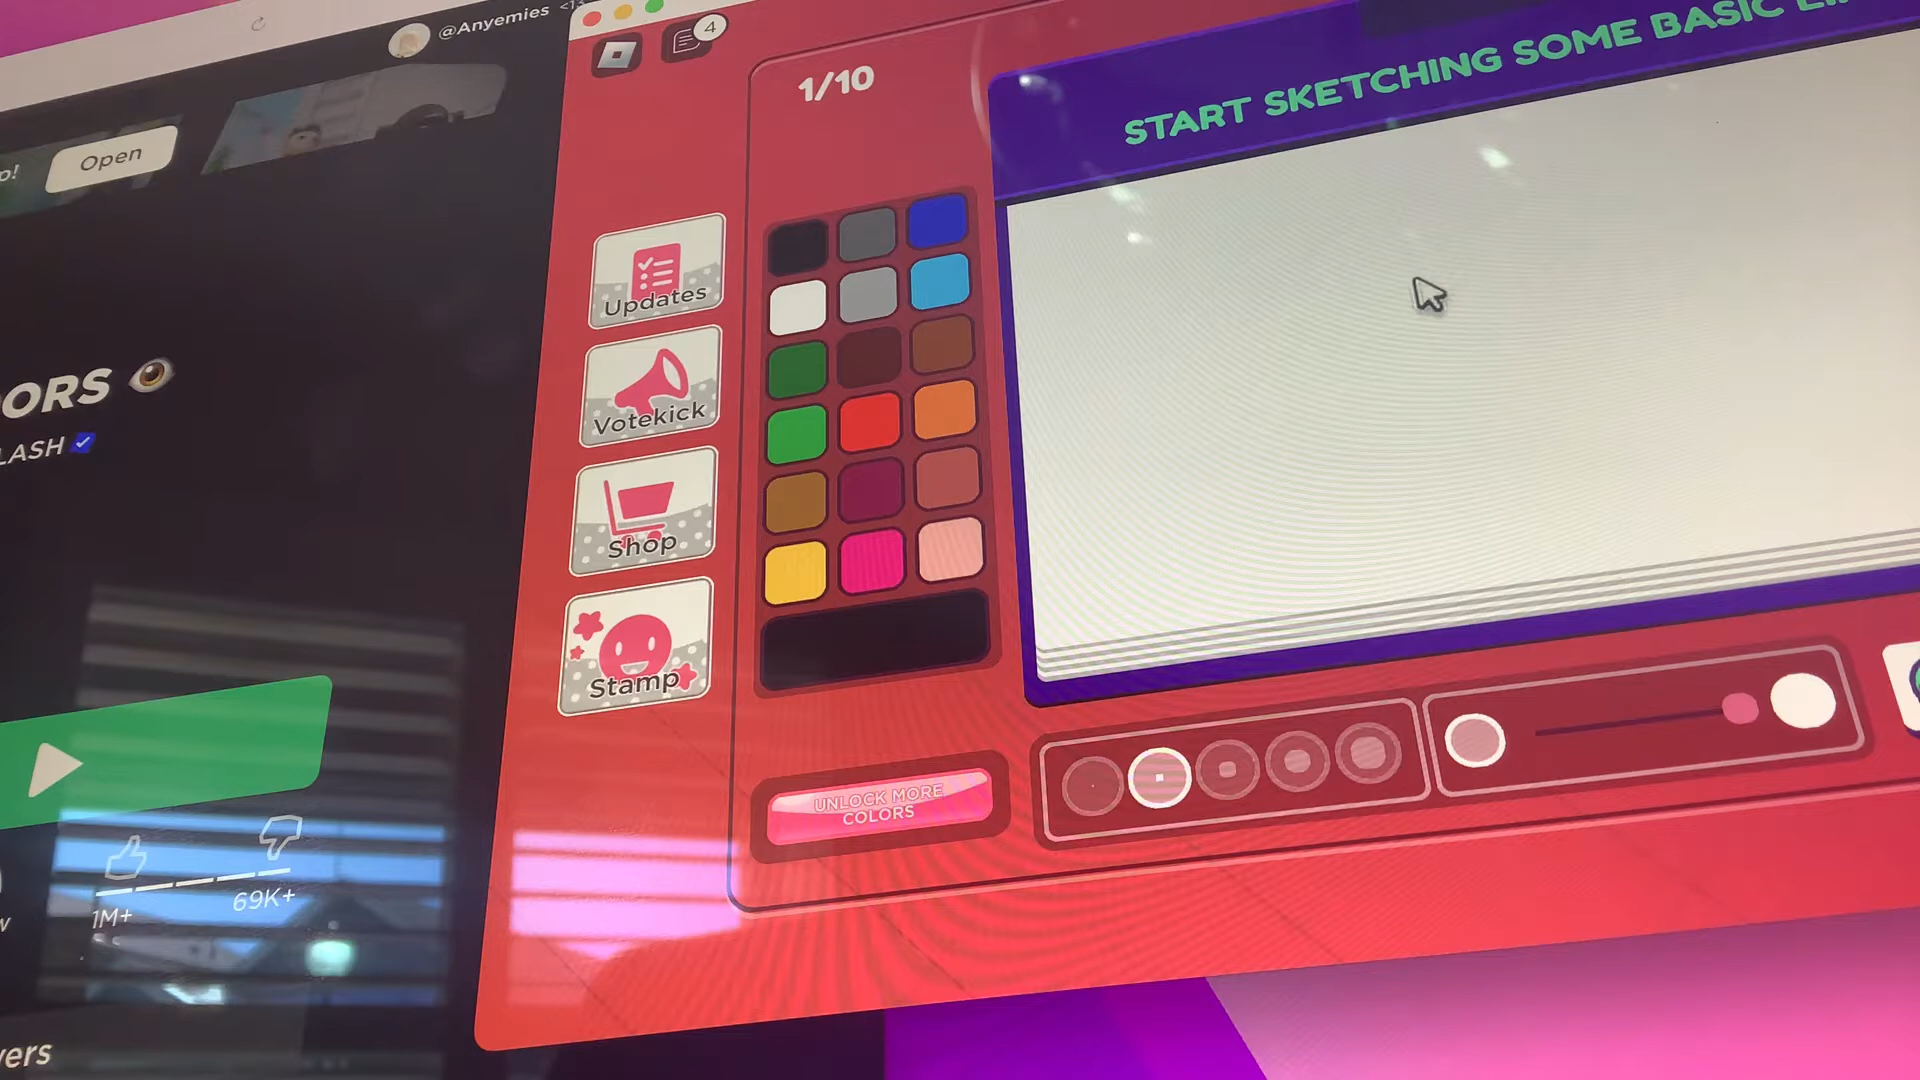 @Anyemies
4
1/10
START SKETCHING SOME BASIC
o!
Open
Updates
ORS
Votekick
LASH
Shop
Stamp
UNLOCK MORE
COLORS
1M+
69K+
vers